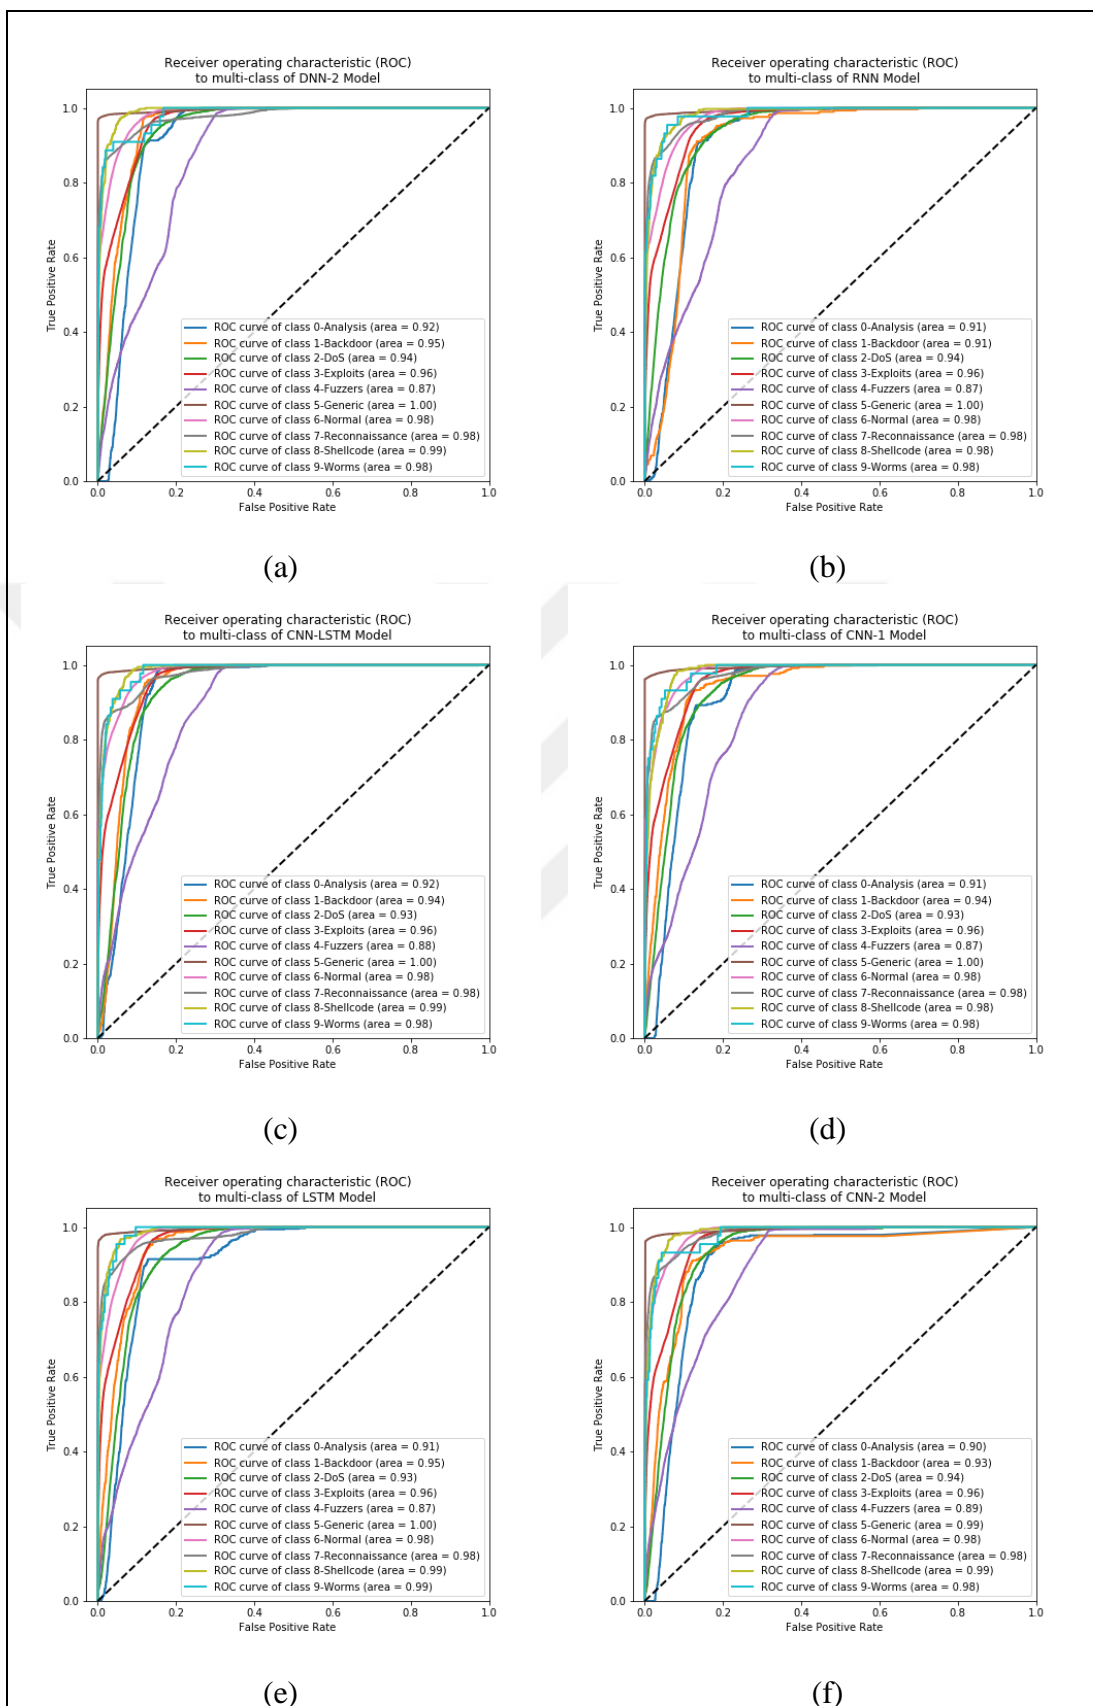 Receiver operating characteristic (ROC)
to multi-class of DNN-2 Model
1.0
0.8
0.6
0.4
0.2
0.0
True Positive Rate
ROC curve of class 0-Analysis (area = 0.92)
ROC curve of class 1-Backdoor (area = 0.95)
ROC curve of class 2-DoS (area = 0.94)
ROC curve of class 3-Exploits (area = 0.96)
ROC curve of class 4-Fuzzers (area = 0.87)
ROC curve of class 5-Generic (area = 1.00)
ROC curve of class 6-Normal (area = 0.98)
ROC curve of class 7-Reconnaissance (area = 0.98)
ROC curve of class 8-Shellcode (area = 0.99)
ROC curve of class 9-Worms (area = 0.98)
0.0 0.2 0.4 0.6 0.8 1.0
False Positive Rate
(a)
Receiver operating characteristic (ROC)
to multi-class of RNN Model
1.0
0.8
0.6
0.4
0.2
0.0
True Positive Rate
ROC curve of class 0-Analysis (area = 0.91)
ROC curve of class 1-Backdoor (area = 0.91)
ROC curve of class 2-DoS (area = 0.94)
ROC curve of class 3-Exploits (area = 0.96)
ROC curve of class 4-Fuzzers (area = 0.87)
ROC curve of class 5-Generic (area = 1.00)
ROC curve of class 6-Normal (area = 0.98)
ROC curve of class 7-Reconnaissance (area = 0.98)
ROC curve of class 8-Shellcode (area = 0.98)
ROC curve of class 9-Worms (area = 0.98)
0.0 0.2 0.4 0.6 0.8 1.0
False Positive Rate
(b)
Receiver operating characteristic (ROC)
to multi-class of CNN-LSTM Model
1.0
0.8
0.6
0.4
0.2
0.0
True Positive Rate
ROC curve of class 0-Analysis (area = 0.92)
ROC curve of class 1-Backdoor (area = 0.94)
ROC curve of class 2-DoS (area = 0.93)
ROC curve of class 3-Exploits (area = 0.96)
ROC curve of class 4-Fuzzers (area = 0.88)
ROC curve of class 5-Generic (area = 1.00)
ROC curve of class 6-Normal (area = 0.98)
ROC curve of class 7-Reconnaissance (area = 0.98)
ROC curve of class 8-Shellcode (area = 0.99)
ROC curve of class 9-Worms (area = 0.98)
0.0 0.2 0.4 0.6 0.8 1.0
False Positive Rate
(c)
Receiver operating characteristic (ROC)
to multi-class of CNN-1 Model
1.0
0.8
0.6
0.4
0.2
0.0
True Positive Rate
ROC curve of class 0-Analysis (area = 0.91)
ROC curve of class 1-Backdoor (area = 0.94)
ROC curve of class 2-DoS (area = 0.93)
ROC curve of class 3-Exploits (area = 0.96)
ROC curve of class 4-Fuzzers (area = 0.87)
ROC curve of class 5-Generic (area = 1.00)
ROC curve of class 6-Normal (area = 0.98)
ROC curve of class 7-Reconnaissance (area = 0.98)
ROC curve of class 8-Shellcode (area = 0.98)
ROC curve of class 9-Worms (area = 0.98)
0.0 0.2 0.4 0.6 0.8 1.0
False Positive Rate
(d)
Receiver operating characteristic (ROC)
to multi-class of LSTM Model
1.0
0.8
0.6
0.4
0.2
0.0
True Positive Rate
ROC curve of class 0-Analysis (area = 0.91)
ROC curve of class 1-Backdoor (area = 0.95)
ROC curve of class 2-DoS (area = 0.93)
ROC curve of class 3-Exploits (area = 0.96)
ROC curve of class 4-Fuzzers (area = 0.87)
ROC curve of class 5-Generic (area = 1.00)
ROC curve of class 6-Normal (area = 0.98)
ROC curve of class 7-Reconnaissance (area = 0.98)
ROC curve of class 8-Shellcode (area = 0.99)
ROC curve of class 9-Worms (area = 0.99)
0.0 0.2 0.4 0.6 0.8 1.0
False Positive Rate
(e)
Receiver operating characteristic (ROC)
to multi-class of CNN-2 Model
1.0
0.8
0.6
0.4
0.2
0.0
True Positive Rate
ROC curve of class 0-Analysis (area = 0.90)
ROC curve of class 1-Backdoor (area = 0.93)
ROC curve of class 2-DoS (area = 0.94)
ROC curve of class 3-Exploits (area = 0.96)
ROC curve of class 4-Fuzzers (area = 0.89)
ROC curve of class 5-Generic (area = 0.99)
ROC curve of class 6-Normal (area = 0.98)
ROC curve of class 7-Reconnaissance (area = 0.98)
ROC curve of class 8-Shellcode (area = 0.99)
ROC curve of class 9-Worms (area = 0.98)
0.0 0.2 0.4 0.6 0.8 1.0
False Positive Rate
(f)